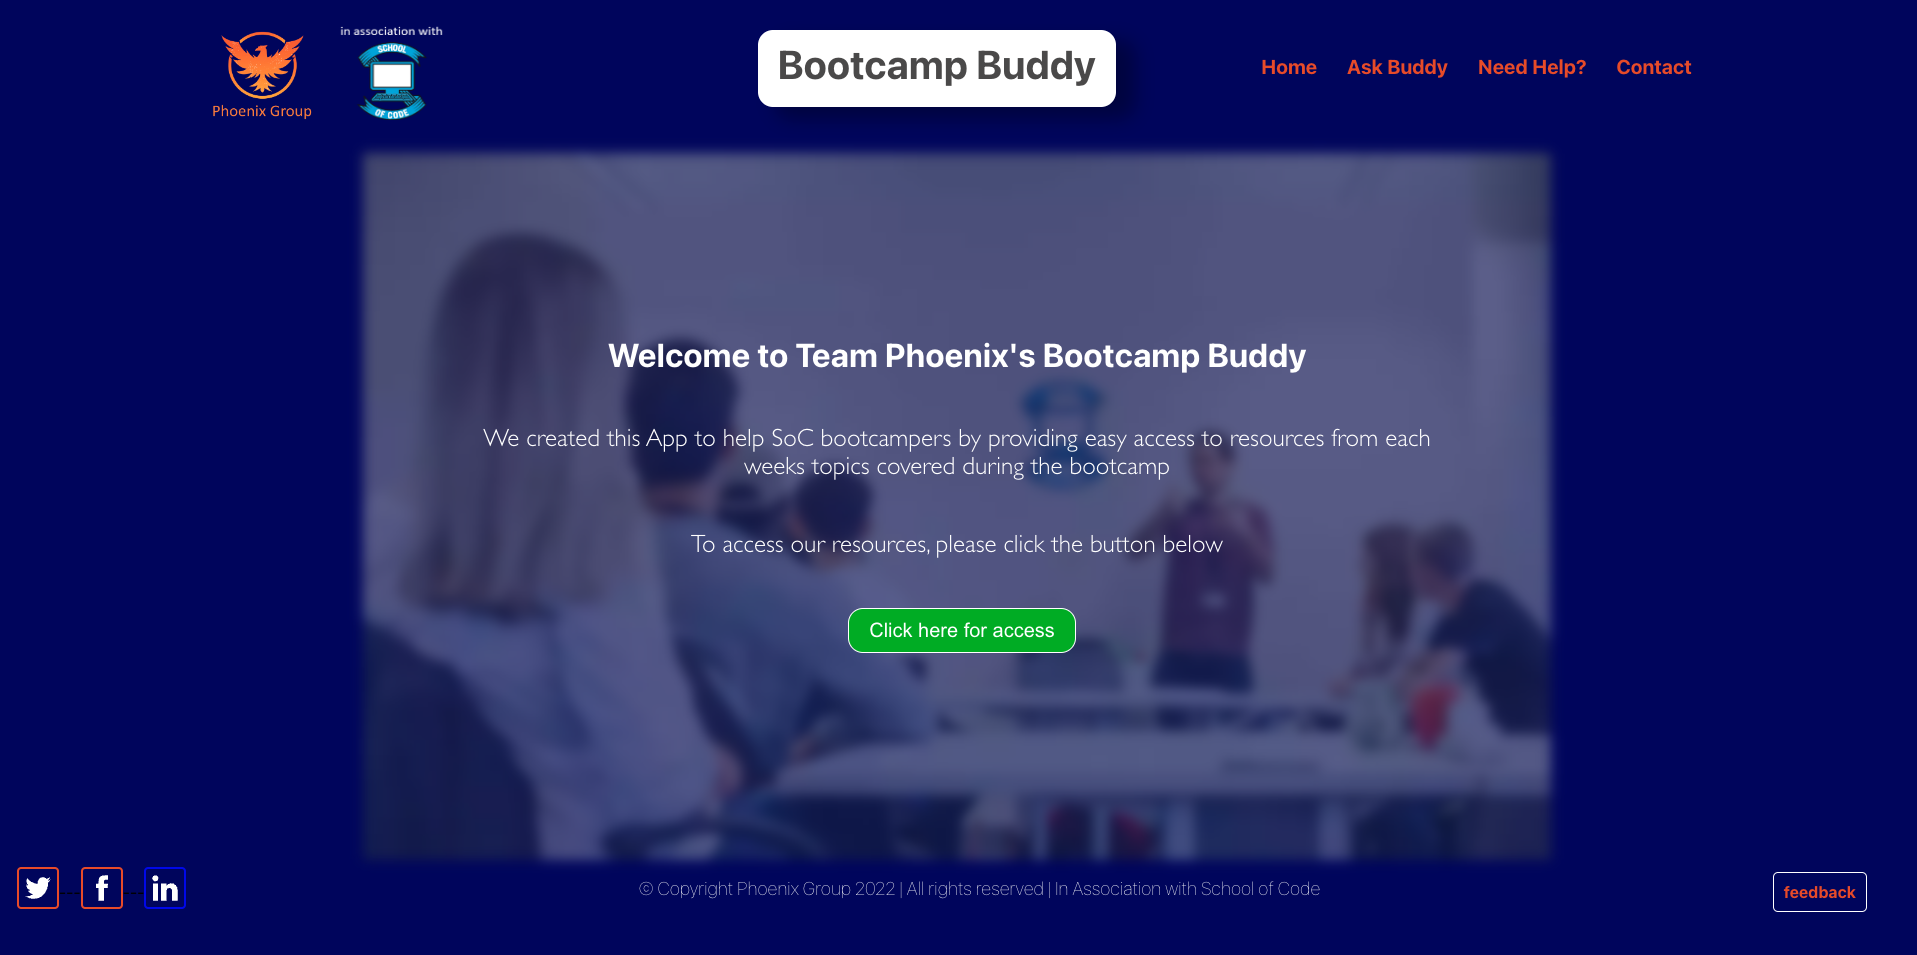 in association with
SCHOOL
OF CODE
Phoenix Group
Bootcamp Buddy
Home
Ask Buddy
Need Help?
Contact
Welcome to Team Phoenix's Bootcamp Buddy
We created this App to help SoC bootcampers by providing easy access to resources from each
weeks topics covered during the bootcamp
To access our resources, please click the button below
Click here for access
© Copyright Phoenix Group 2022 | All rights reserved | In Association with School of Code
feedback